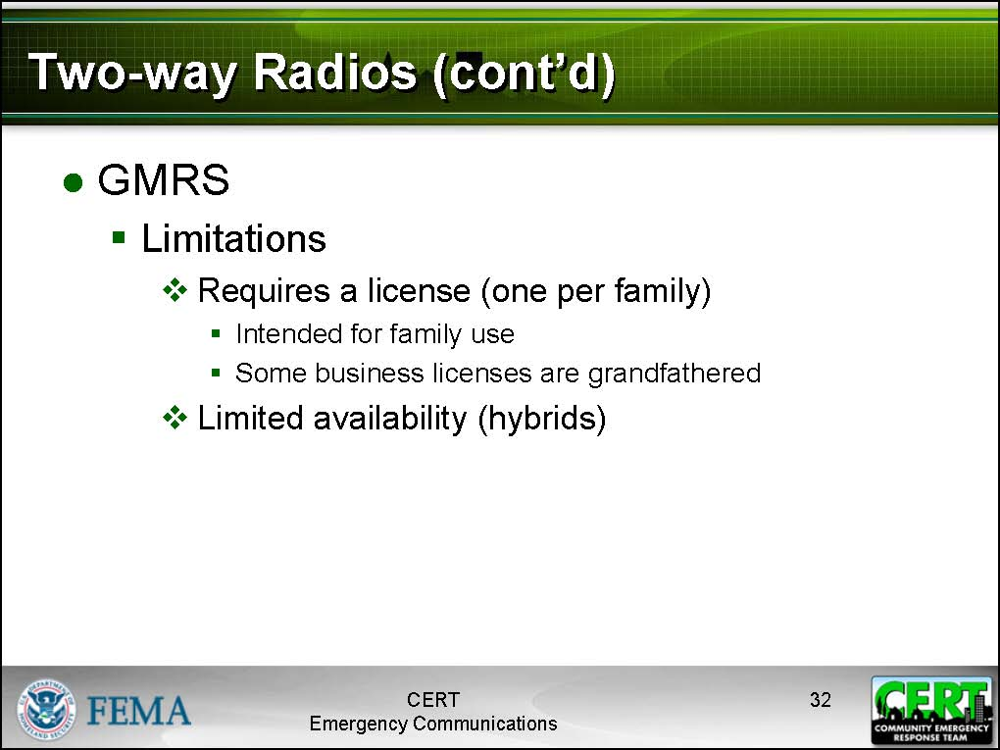 Two-way Radios (cont’d)
GMRS
Limitations
Requires a license (one per family)
Intended for family use
Some business licenses are grandfathered
Limited availability (hybrids)
FEMA
CERT
Emergency Communications
32
CERT
COMMUNITY EMERGENCY
RESPONSE TEAM